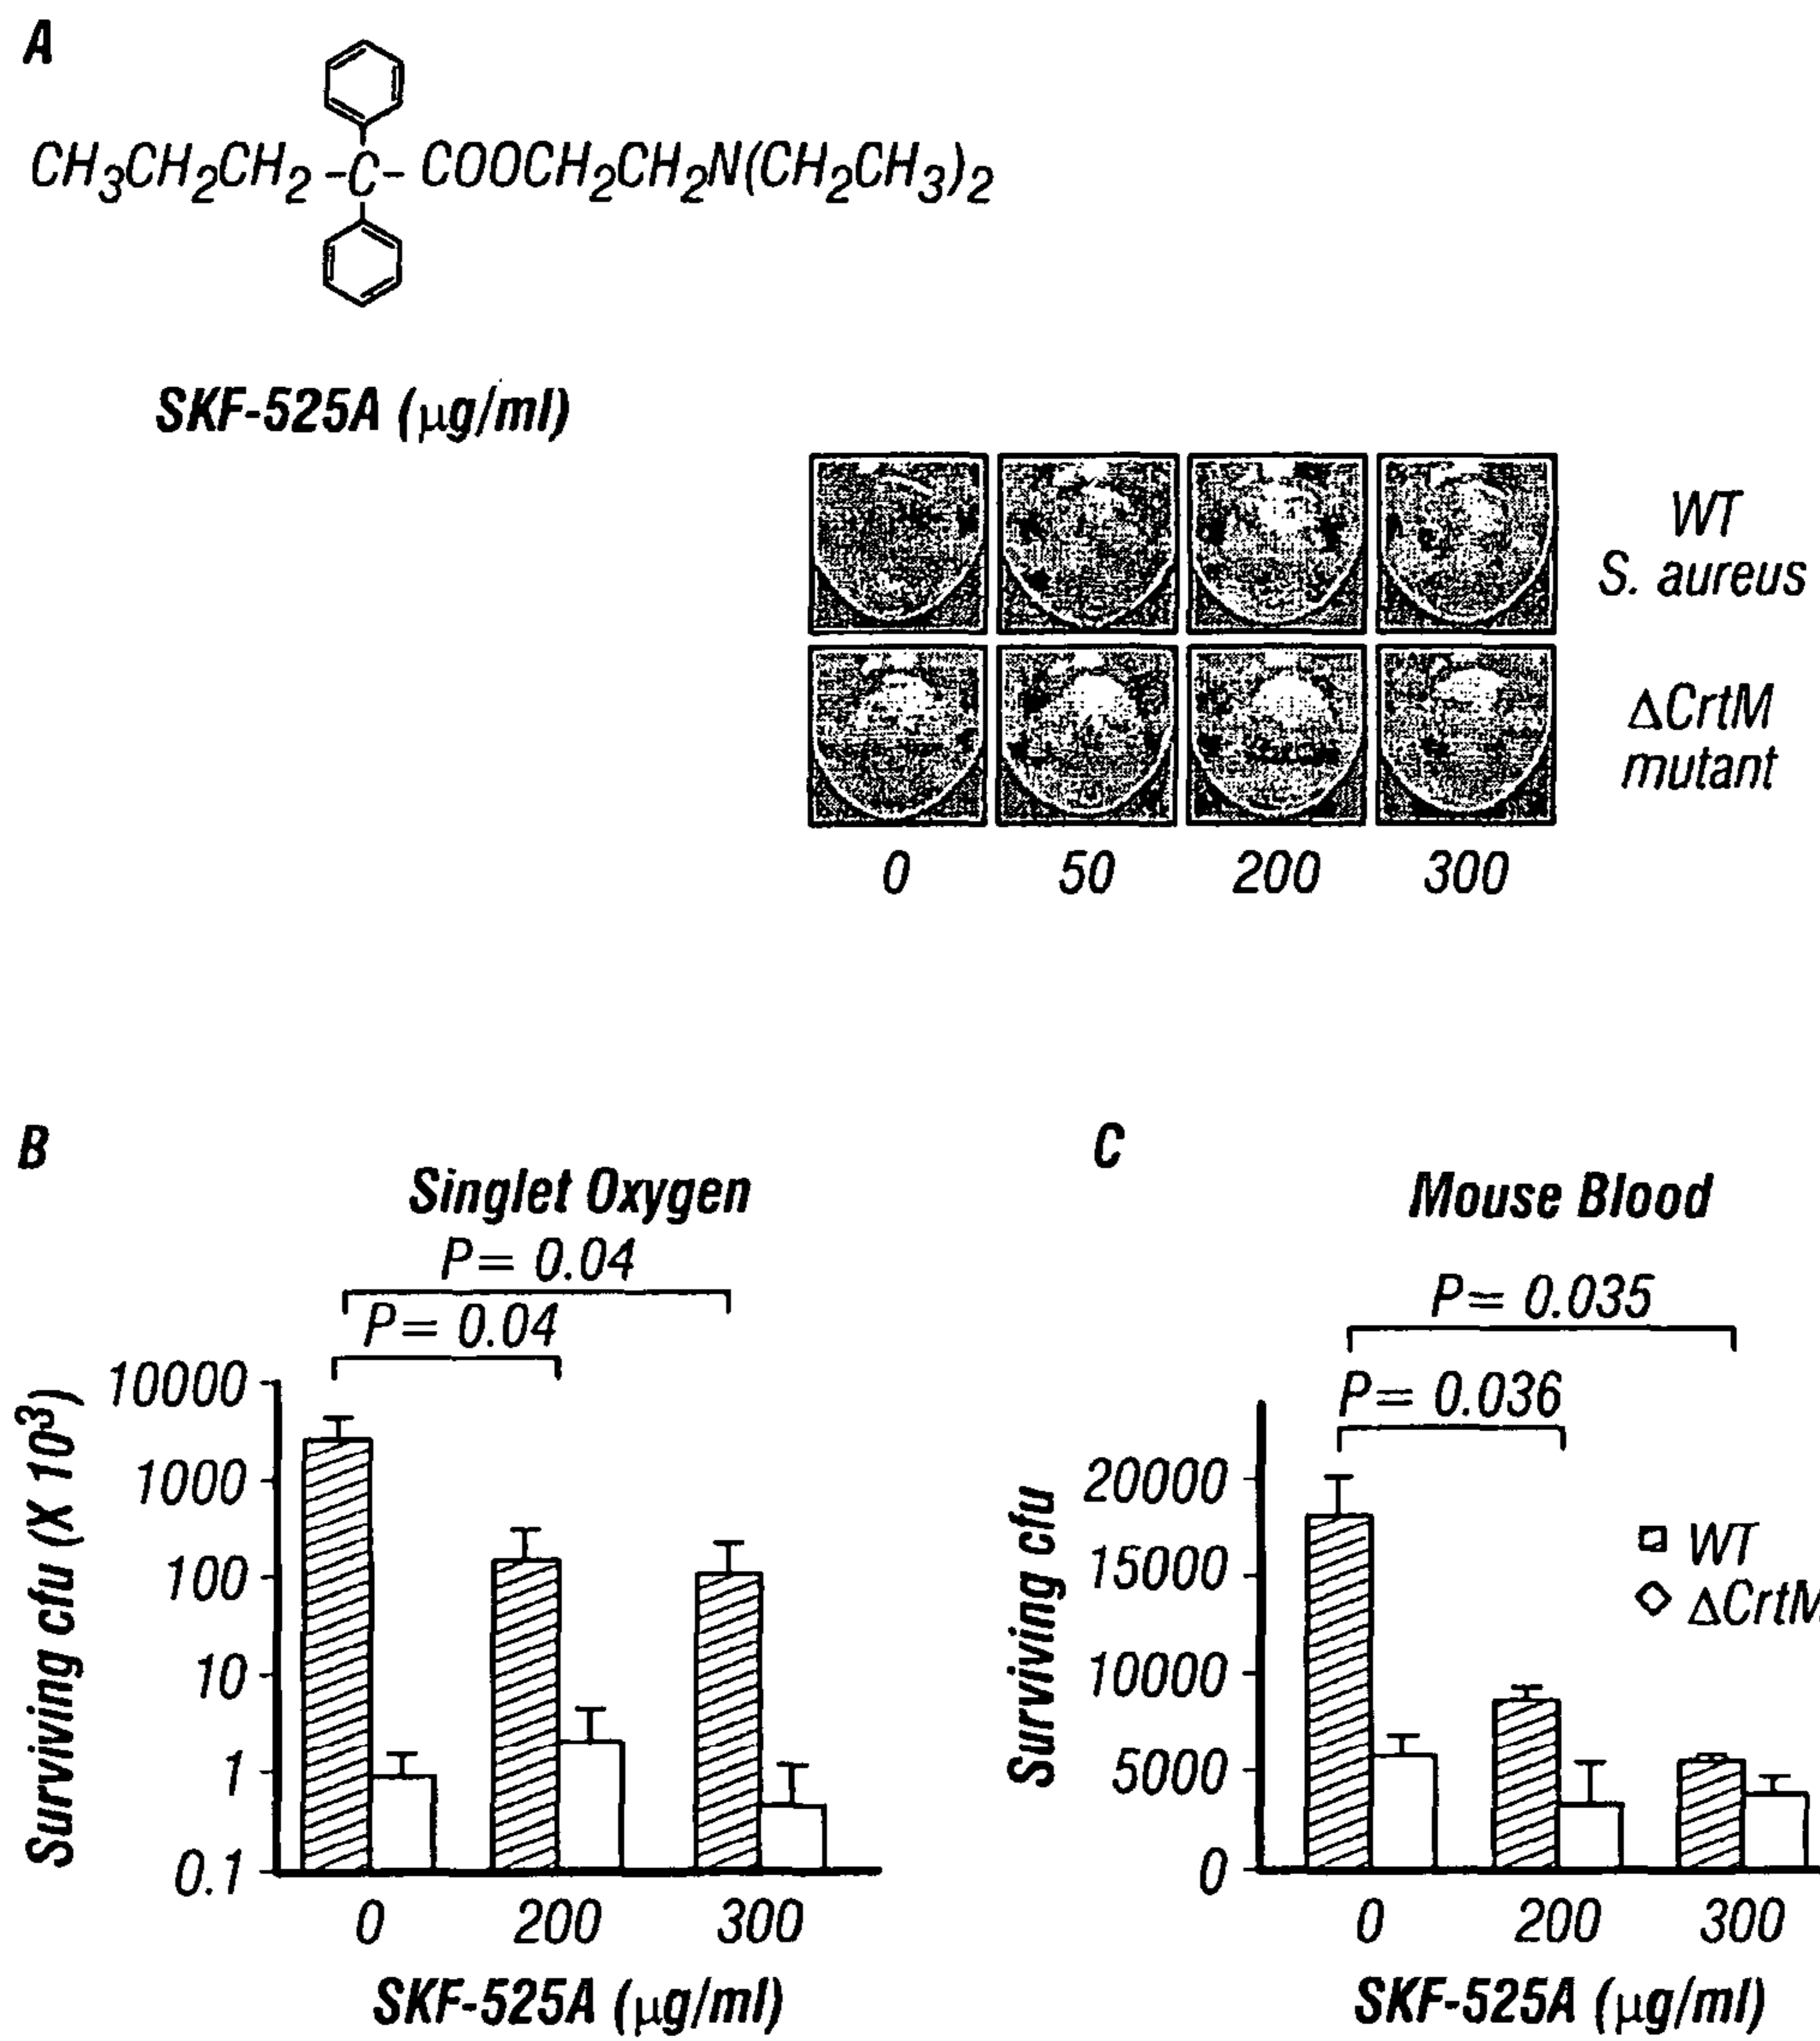 A
CH3CH2CH2 -C- COOCH2CH2N(CH2CH3)2
SKF-525A (μg/ml)
WT
S. aureus
ΔCrtM
mutant
0 50 200 300
B
Singlet Oxygen
P= 0.04
P= 0.04
Surviving cfu (X 10³)
10000
1000
100
10
1
0.1
0 200 300
SKF-525A (μg/ml)
C
Mouse Blood
P= 0.035
P= 0.036
Surviving cfu
20000
15000
10000
5000
0
WT
ΔCrtM
0 200 300
SKF-525A (μg/ml)